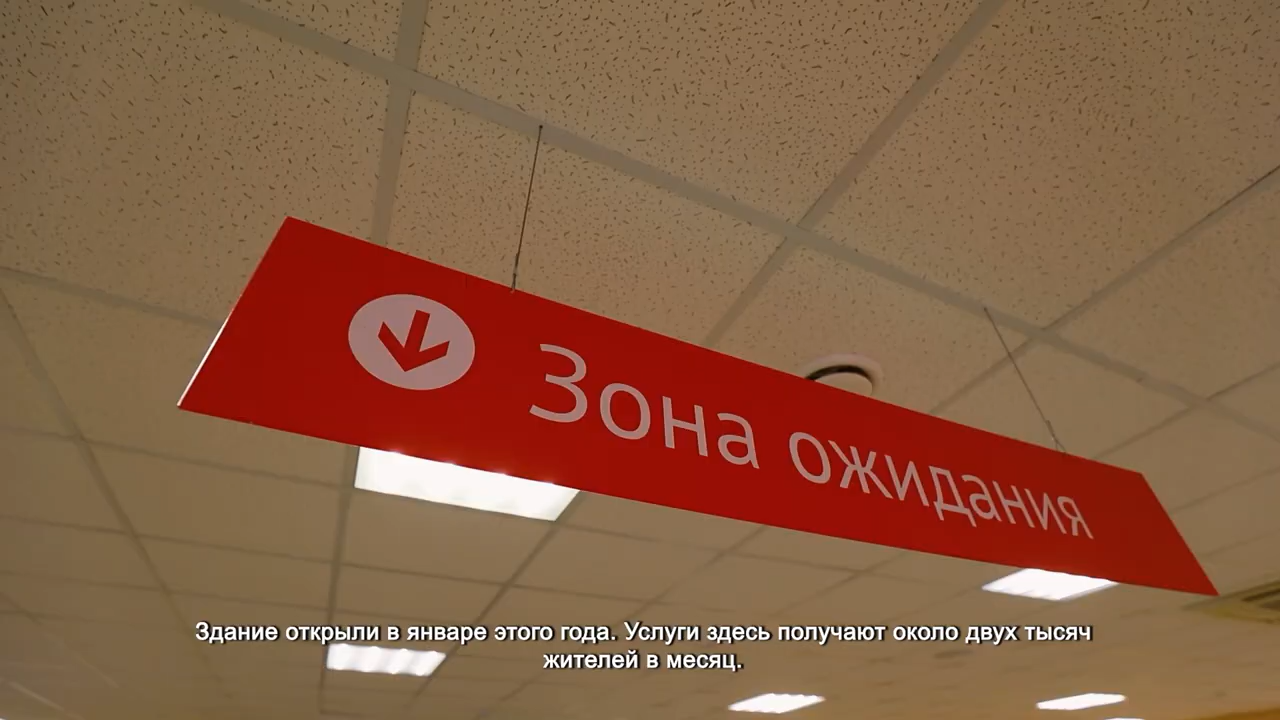 Зона ожидания
Здание открыли в январе этого года. Услуги здесь получают около двух тысяч
жителей в месяц.